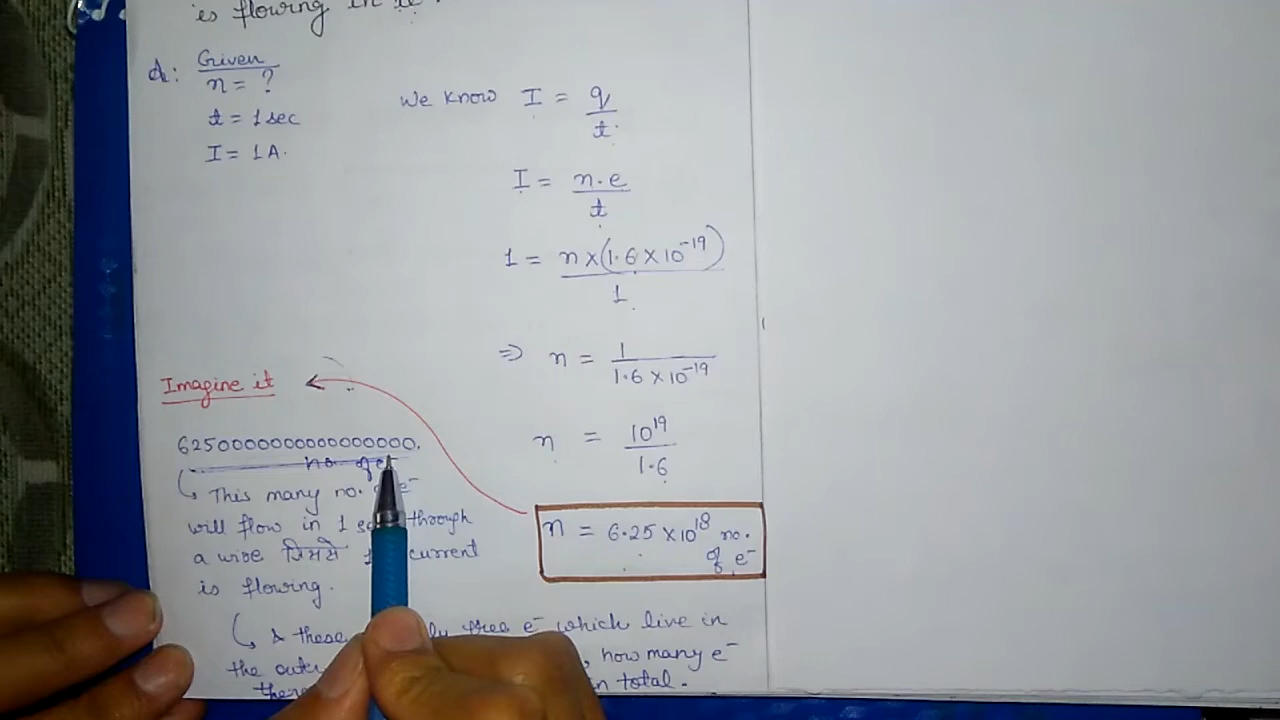 is flowing in it.
d:
Given
n = ?
t = 1 sec
I = 1 A.
We know I = q/t
I = n.e/t
1 = n×(1.6×10⁻¹⁹)/1
⇒ n = 1/1.6×10⁻¹⁹
n = 10¹⁹/1.6
n = 6.25×10¹⁸ no.
of e⁻
Imagine it
6250000000000000000.
no. of e⁻
This many no. e⁻
will flow in 1 through
a wire जिसमे current
is flowing.
& these free e⁻ which live in
the , how many e⁻
in total.